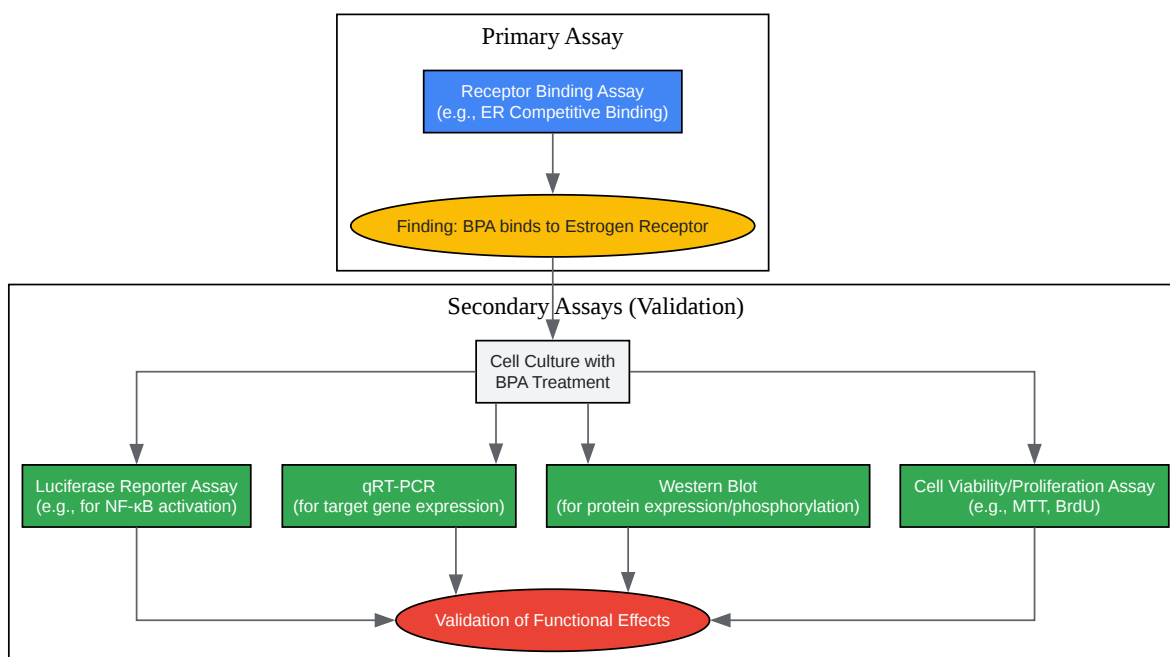 Primary Assay
Receptor Binding Assay
(e.g., ER Competitive Binding)
Finding: BPA binds to Estrogen Receptor
Secondary Assays (Validation)
Cell Culture with
BPA Treatment
Luciferase Reporter Assay
(e.g., for NF-κB activation)
qRT-PCR
(for target gene expression)
Western Blot
(for protein expression/phosphorylation)
Cell Viability/Proliferation Assay
(e.g., MTT, BrdU)
Validation of Functional Effects